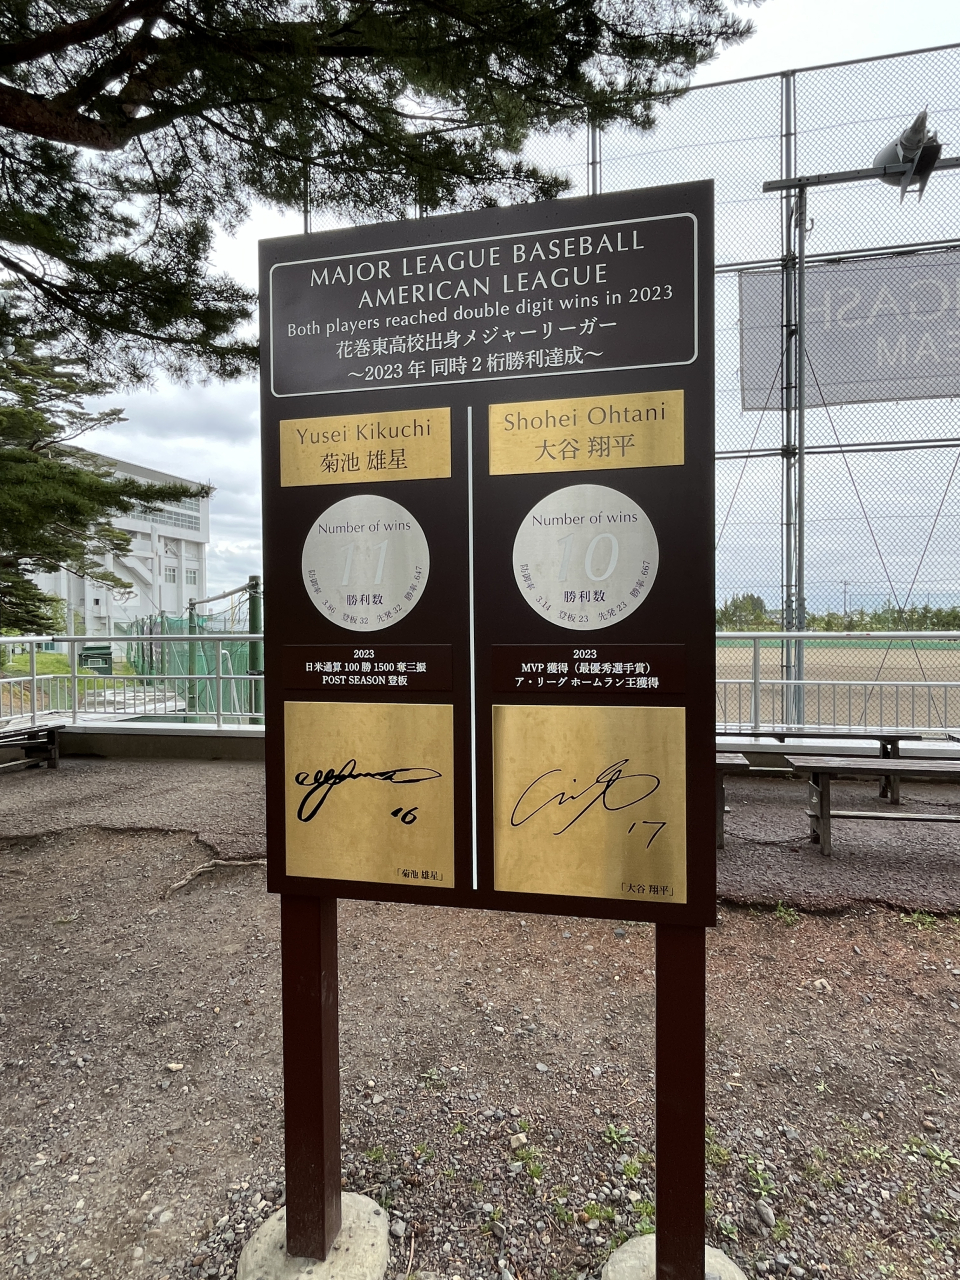 MAJOR LEAGUE BASEBALL
AMERICAN LEAGUE
Both players reached double digit wins in 2023
花巻東高校出身メジャーリーガー
～2023年 同時2桁勝利達成～
Yusei Kikuchi
菊池 雄星
Number of wins
11
勝利数
防御率 3.86 登板 32 先発 32 勝率 .647
2023
日米通算 100勝 1500奪三振
POST SEASON 登板
16
「菊池 雄星」
Shohei Ohtani
大谷 翔平
Number of wins
10
勝利数
防御率 3.14 登板 23 先発 23 勝率 .667
2023
MVP 獲得（最優秀選手賞）
ア・リーグ ホームラン王獲得
17
「大谷 翔平」